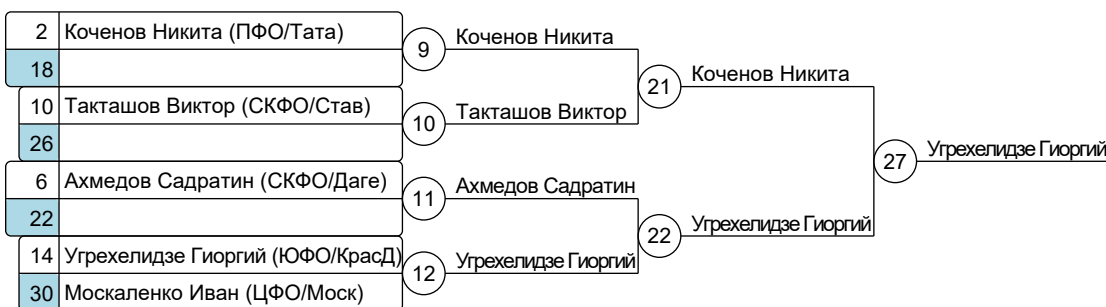 2 Коченов Никита (ПФО/Тата)
9 Коченов Никита
18
21 Коченов Никита
10 Такташов Виктор (СКФО/Став)
10 Такташов Виктор
26
27 Угрехелидзе Гиоргий
6 Ахмедов Садратин (СКФО/Даге)
11 Ахмедов Садратин
22
22 Угрехелидзе Гиоргий
14 Угрехелидзе Гиоргий (ЮФО/КрасД)
12 Угрехелидзе Гиоргий
30 Москаленко Иван (ЦФО/Моск)